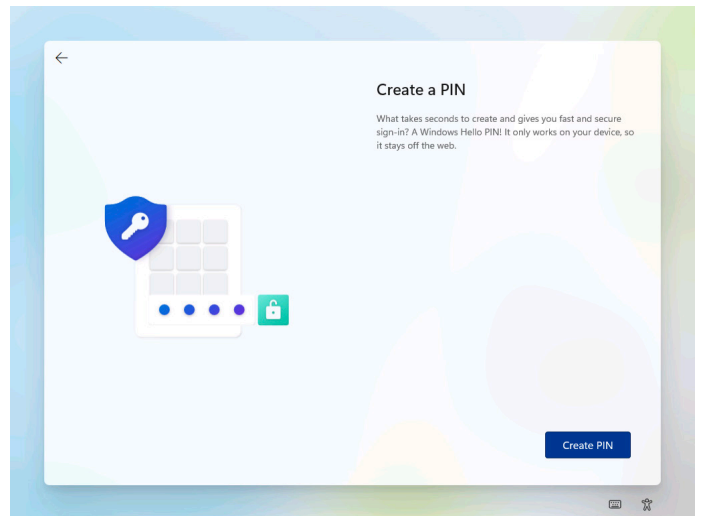 Create a PIN
What takes seconds to create and gives you fast and secure
sign-in? A Windows Hello PIN! It only works on your device, so
it stays off the web.
Create PIN